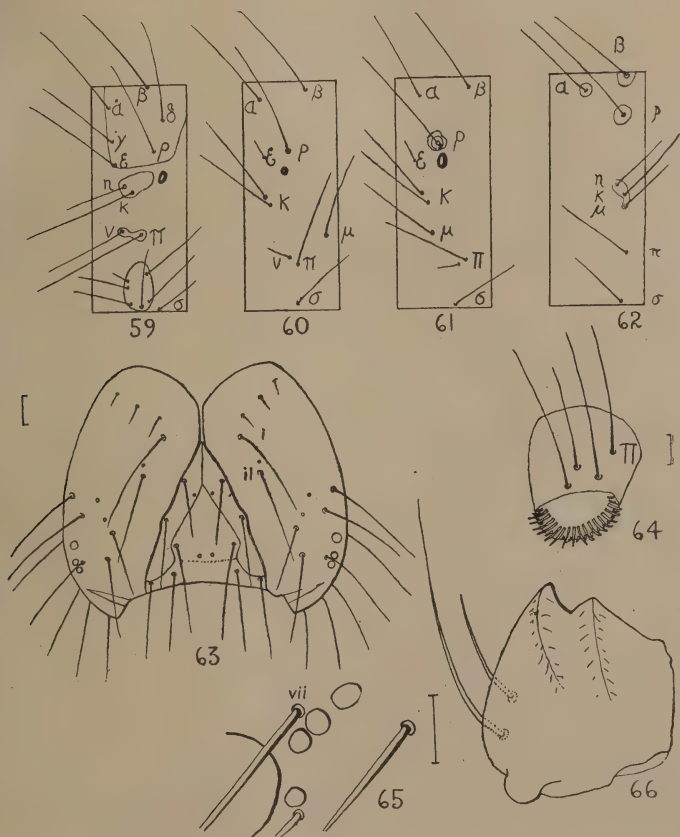 α β δ
γ ρ
ε
η
κ
ν π
σ
59
α β
ε ρ
κ
μ
ν π
σ
60
α β
ε ρ
κ
μ
π
σ
61
α β
ρ
η
κ
μ
π
σ
62
i
ii
63
π
64
vii
65
66